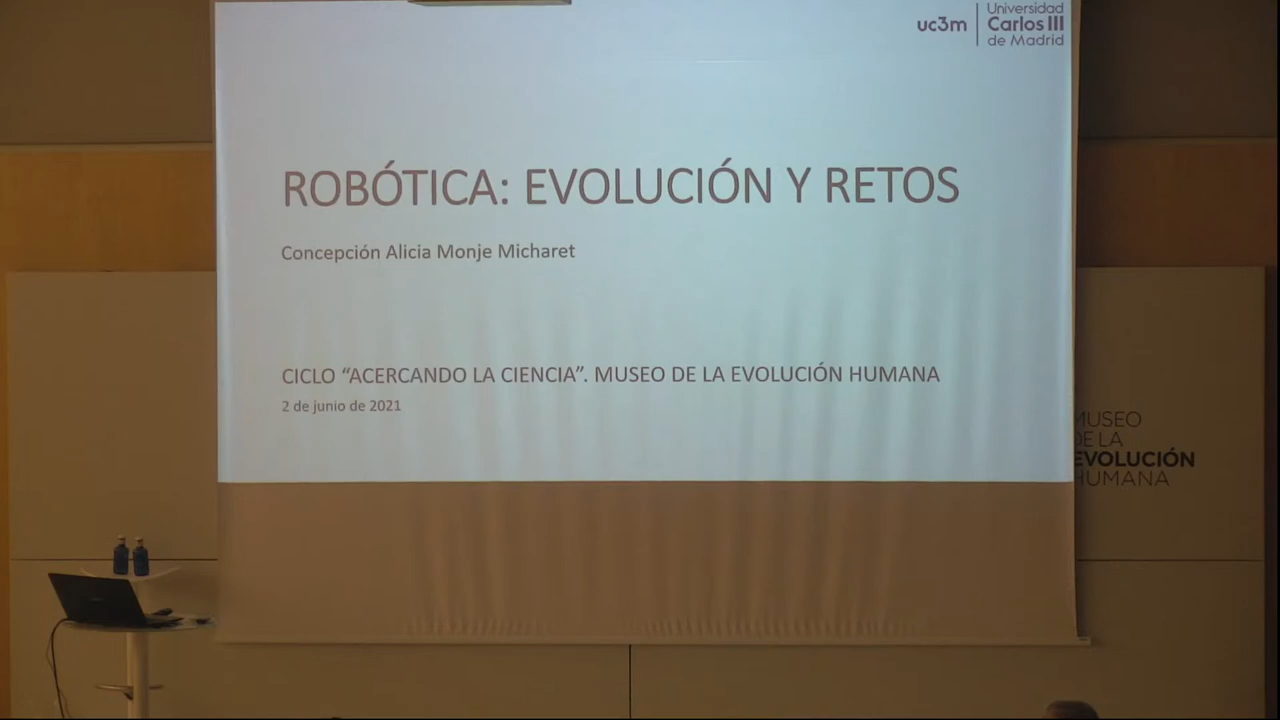 uc3m
Universidad
Carlos III
de Madrid
ROBÓTICA: EVOLUCIÓN Y RETOS
Concepción Alicia Monje Micharet
CICLO “ACERCANDO LA CIENCIA”. MUSEO DE LA EVOLUCIÓN HUMANA
2 de junio de 2021
MUSEO
DE LA
EVOLUCIÓN
HUMANA